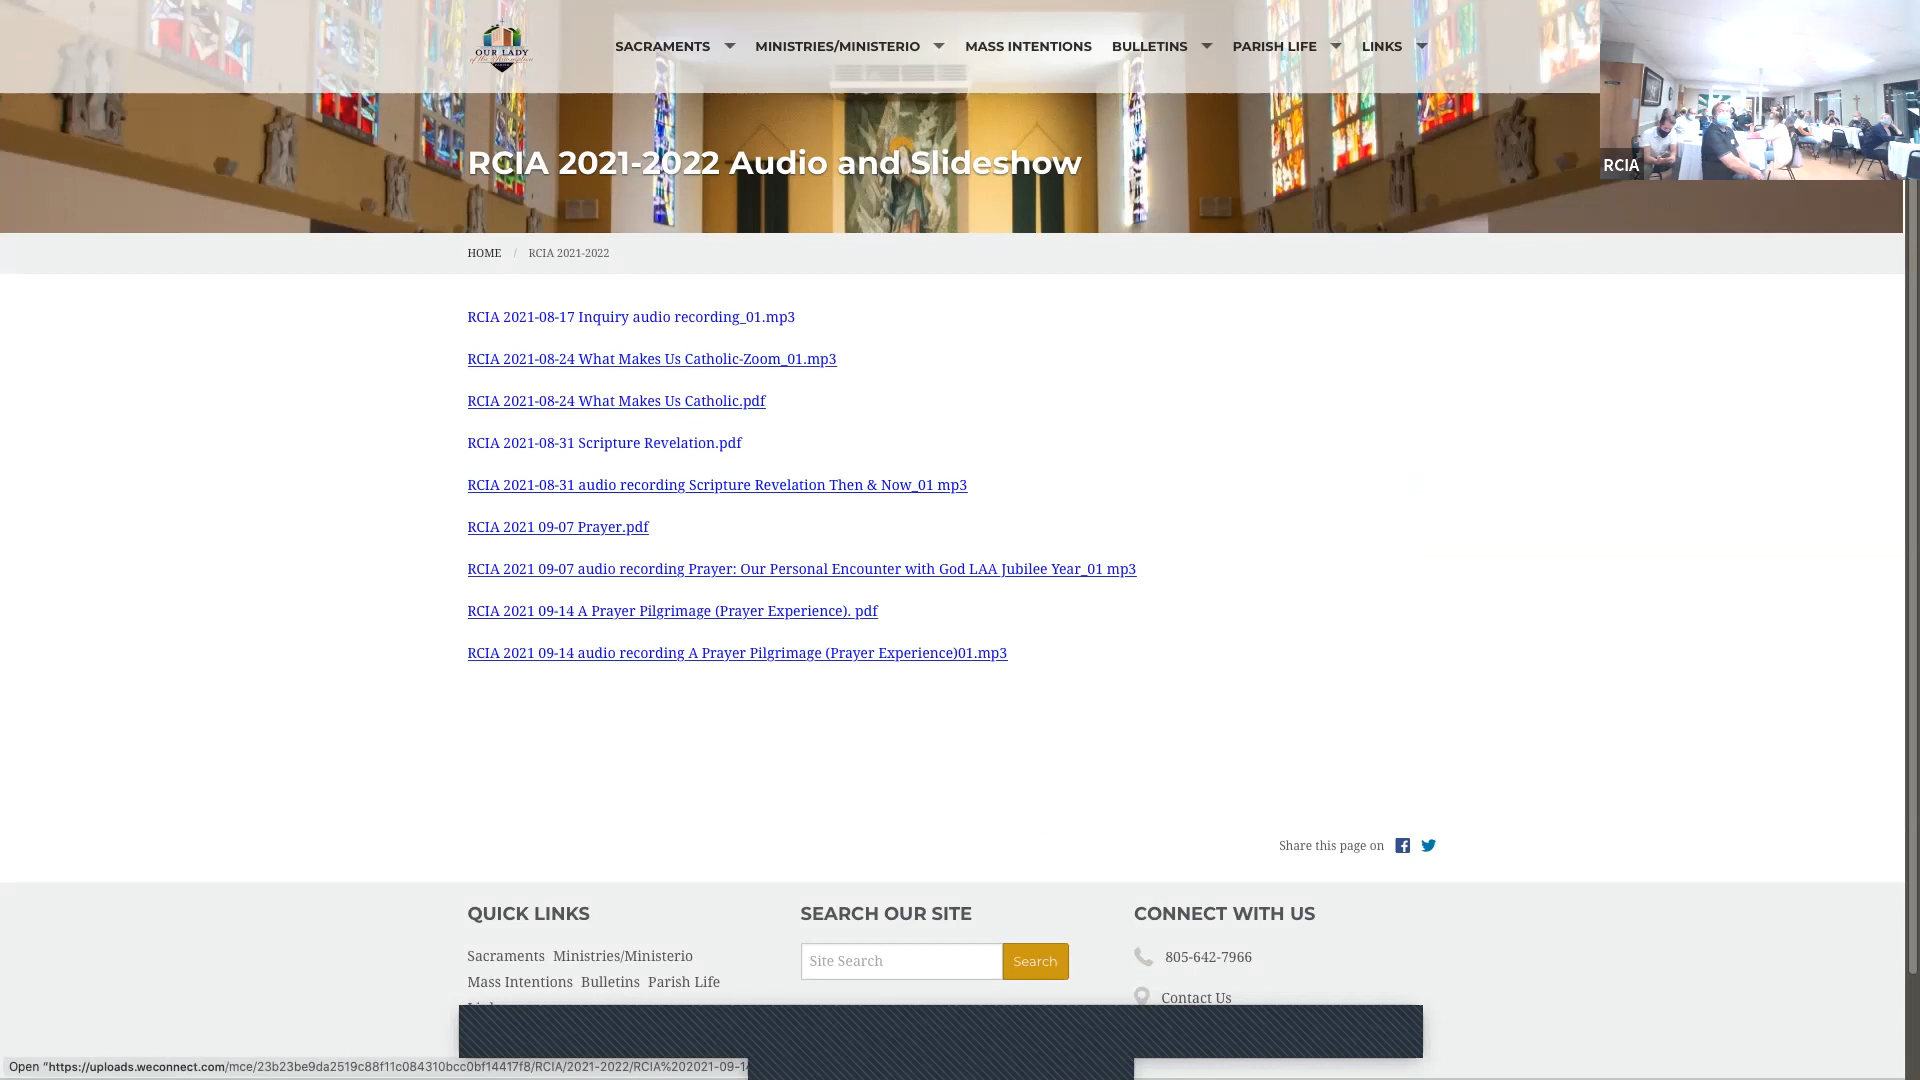 OUR LADY
SACRAMENTS MINISTRIES/MINISTERIO MASS INTENTIONS BULLETINS PARISH LIFE LINKS
RCIA
RCIA 2021-2022 Audio and Slideshow
HOME / RCIA 2021-2022
RCIA 2021-08-17 Inquiry audio recording_01.mp3
RCIA 2021-08-24 What Makes Us Catholic-Zoom_01.mp3
RCIA 2021-08-24 What Makes Us Catholic.pdf
RCIA 2021-08-31 Scripture Revelation.pdf
RCIA 2021-08-31 audio recording Scripture Revelation Then & Now_01 mp3
RCIA 2021 09-07 Prayer.pdf
RCIA 2021 09-07 audio recording Prayer: Our Personal Encounter with God LAA Jubilee Year_01 mp3
RCIA 2021 09-14 A Prayer Pilgrimage (Prayer Experience). pdf
RCIA 2021 09-14 audio recording A Prayer Pilgrimage (Prayer Experience)01.mp3
Share this page on
QUICK LINKS
Sacraments Ministries/Ministerio
Mass Intentions Bulletins Parish Life
SEARCH OUR SITE
Site Search Search
CONNECT WITH US
805-642-7966
Contact Us
Open "https://uploads.weconnect.com/mce/23b23be9da2519c88f11c084310bcc0bf14417f8/RCIA/2021-2022/RCIA%202021-09-14